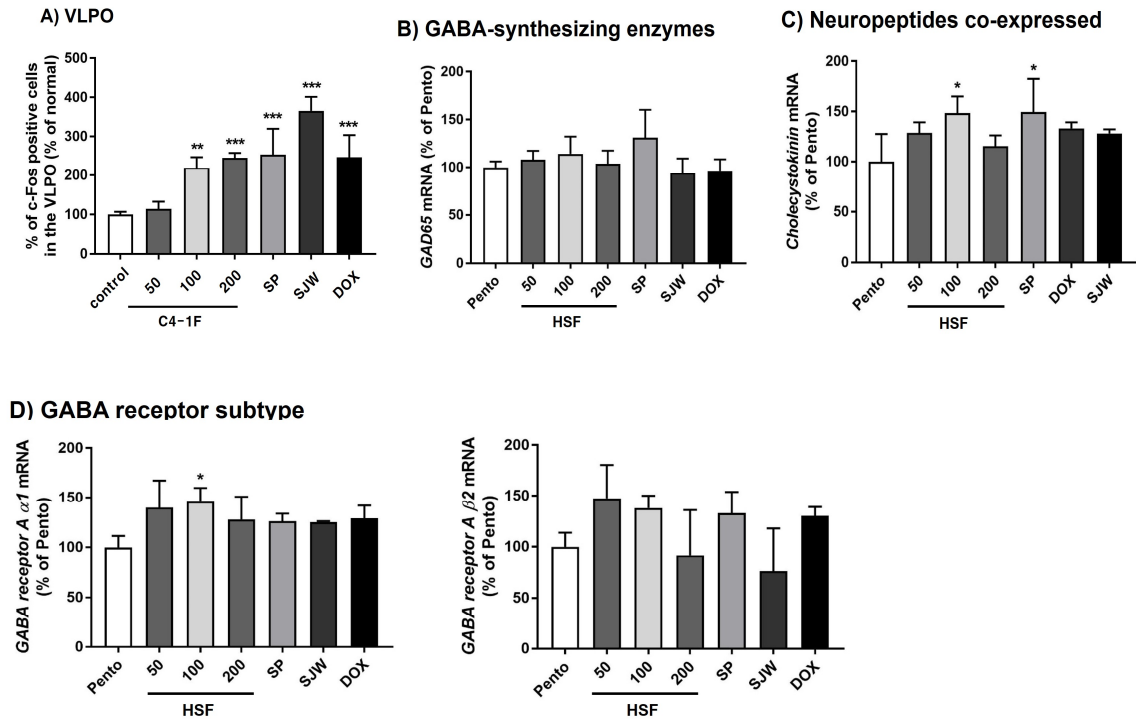 A) VLPO
% of c-Fos positive cells
in the VLPO (% of normal)
500
400
300
200
100
0
**
***
***
***
***
control
50
100
200
SP
SJW
DOX
C4-1F
B) GABA-synthesizing enzymes
GAD65 mRNA (% of Pento)
200
150
100
50
0
Pento
50
100
200
SP
SJW
DOX
HSF
C) Neuropeptides co-expressed
Cholecystokinin mRNA
(% of Pento)
200
150
100
50
0
*
*
Pento
50
100
200
SP
DOX
SJW
HSF
D) GABA receptor subtype
GABA receptor A α1 mRNA
(% of Pento)
200
150
100
50
0
*
Pento
50
100
200
SP
SJW
DOX
HSF
GABA receptor A β2 mRNA
(% of Pento)
200
150
100
50
0
Pento
50
100
200
SP
SJW
DOX
HSF